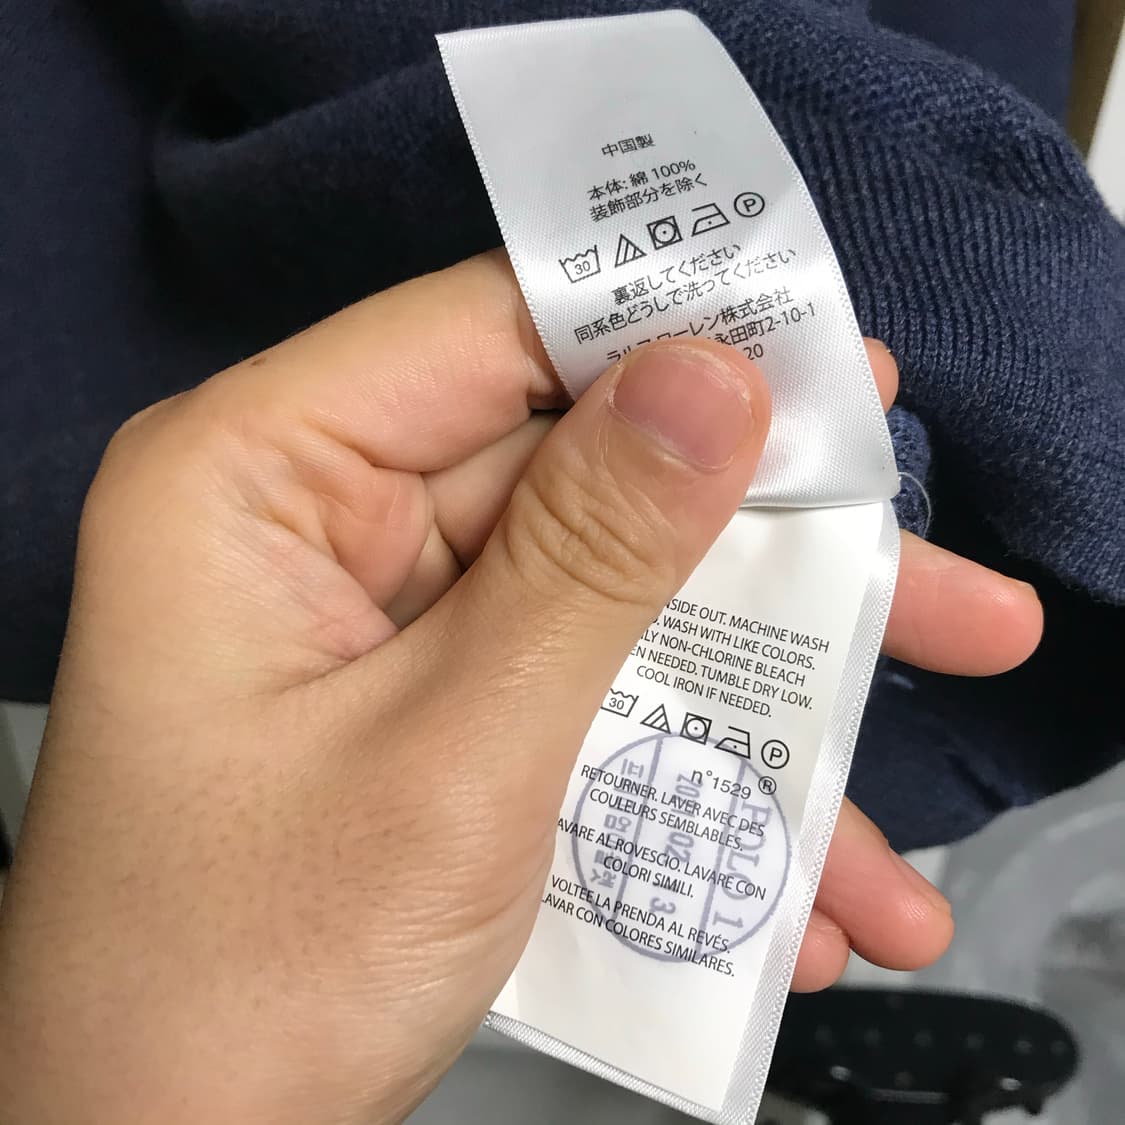 中国製
本体: 綿 100%
装飾部分を除く
30 P
裏返してください
同系色どうしで洗ってください
ローレン株式会社
永田町2-10-1
20
INSIDE OUT. MACHINE WASH
WASH WITH LIKE COLORS.
NON-CHLORINE BLEACH
NEEDED. TUMBLE DRY LOW.
COOL IRON IF NEEDED.
30 P
n°1529 ®
RETOURNER. LAVER AVEC DES
COULEURS SEMBLABLES.
LAVARE AL ROVESCIO. LAVARE CON
COLORI SIMILI.
VOLTEE LA PRENDA AL REVÉS.
LAVAR CON COLORES SIMILARES.
POLO 1